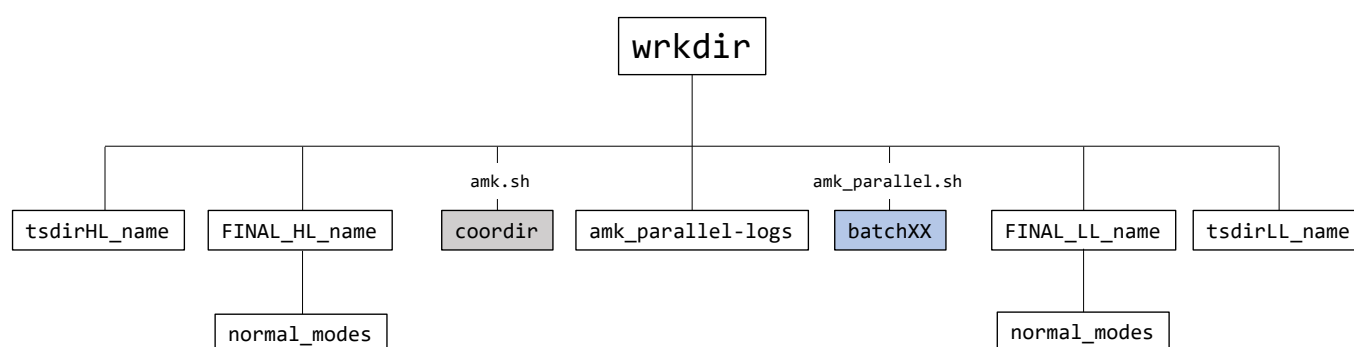 wrkdir
amk.sh
amk_parallel.sh
tsdirHL_name
FINAL_HL_name
coordir
amk_parallel-logs
batchXX
FINAL_LL_name
tsdirLL_name
normal_modes
normal_modes